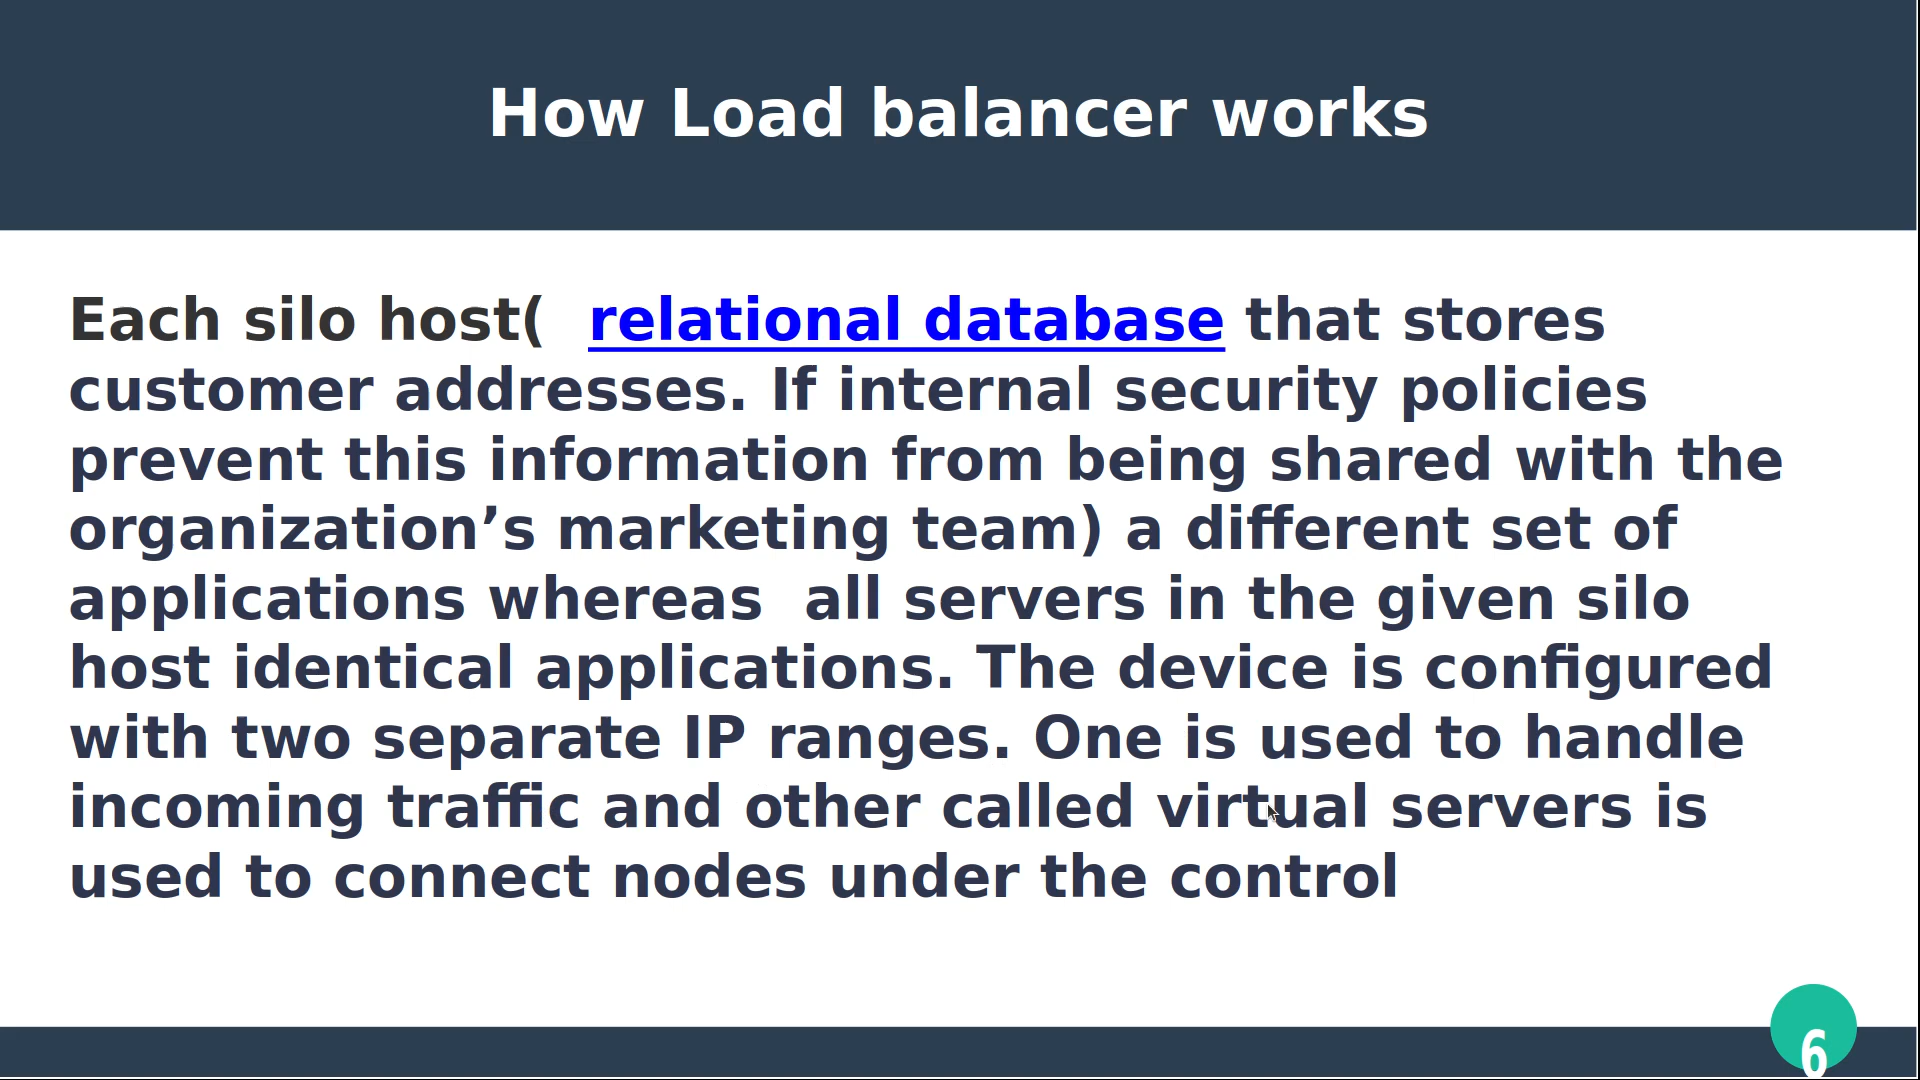 How Load balancer works
Each silo host(  relational database that stores
customer addresses. If internal security policies
prevent this information from being shared with the
organization’s marketing team) a different set of
applications whereas  all servers in the given silo
host identical applications. The device is configured
with two separate IP ranges. One is used to handle
incoming traffic and other called virtual servers is
used to connect nodes under the control
6